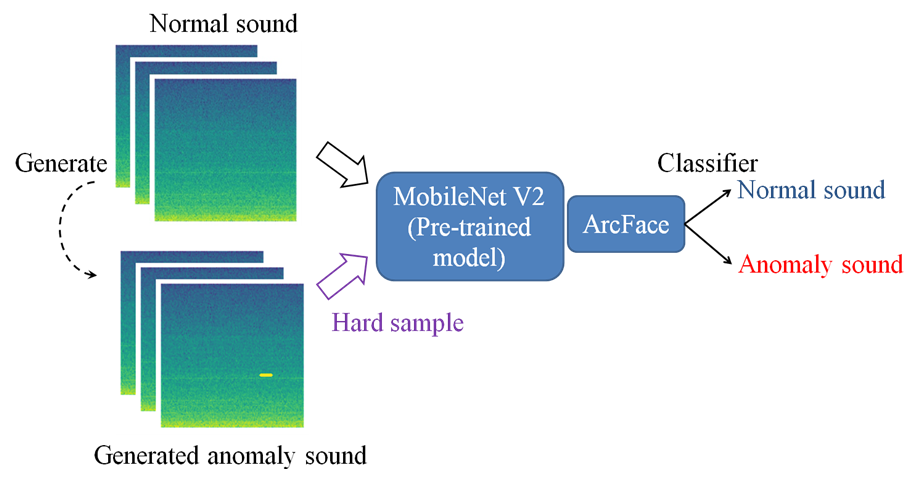 Normal sound
Generate
Generated anomaly sound
Hard sample
MobileNet V2
(Pre-trained
model)
ArcFace
Classifier
Normal sound
Anomaly sound